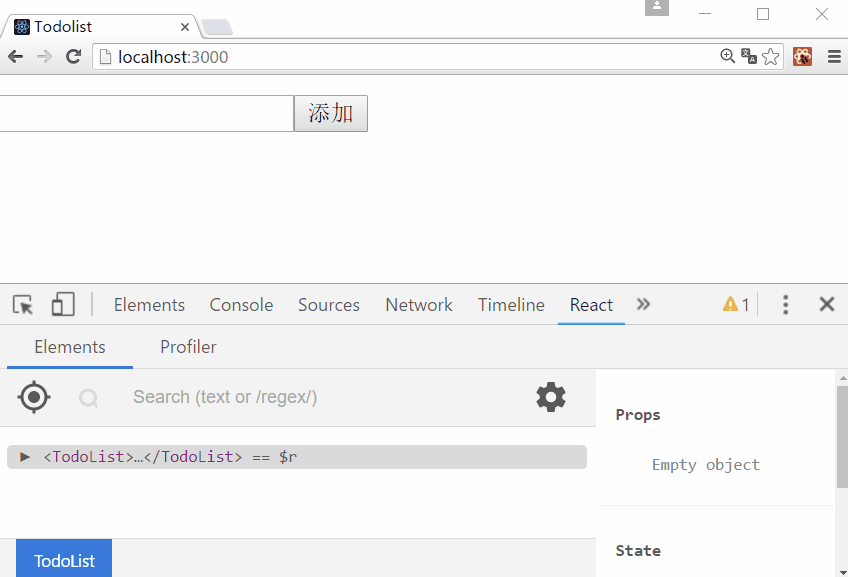 Todolist
localhost:3000
添加
Elements Console Sources Network Timeline React 1
Elements Profiler
Search (text or /regex/)
Props
Empty object
<TodoList>…</TodoList> == $r
State
TodoList